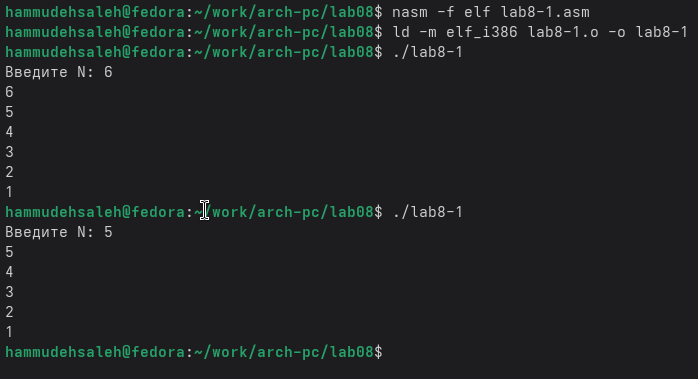 hammudehsaleh@fedora:~/work/arch-pc/lab08$ nasm -f elf lab8-1.asm
hammudehsaleh@fedora:~/work/arch-pc/lab08$ ld -m elf_i386 lab8-1.o -o lab8-1
hammudehsaleh@fedora:~/work/arch-pc/lab08$ ./lab8-1
Введите N: 6
6
5
4
3
2
1
hammudehsaleh@fedora:~/work/arch-pc/lab08$ ./lab8-1
Введите N: 5
5
4
3
2
1
hammudehsaleh@fedora:~/work/arch-pc/lab08$